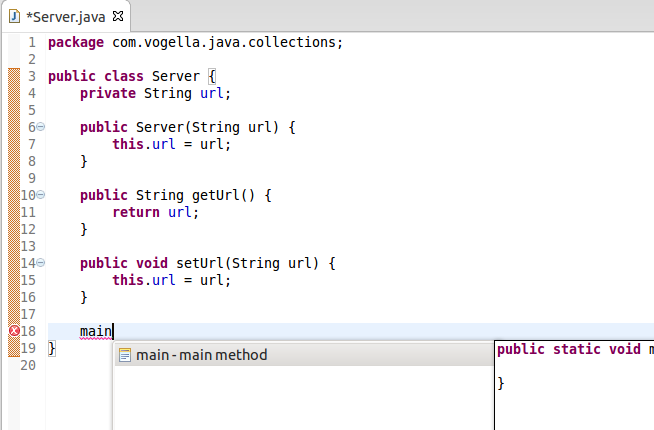 *Server.java
1 package com.vogella.java.collections;
2
3 public class Server {
4 private String url;
5
6 public Server(String url) {
7 this.url = url;
8 }
9
10 public String getUrl() {
11 return url;
12 }
13
14 public void setUrl(String url) {
15 this.url = url;
16 }
17
18 main
19 }
20
main - main method
public static void m
}